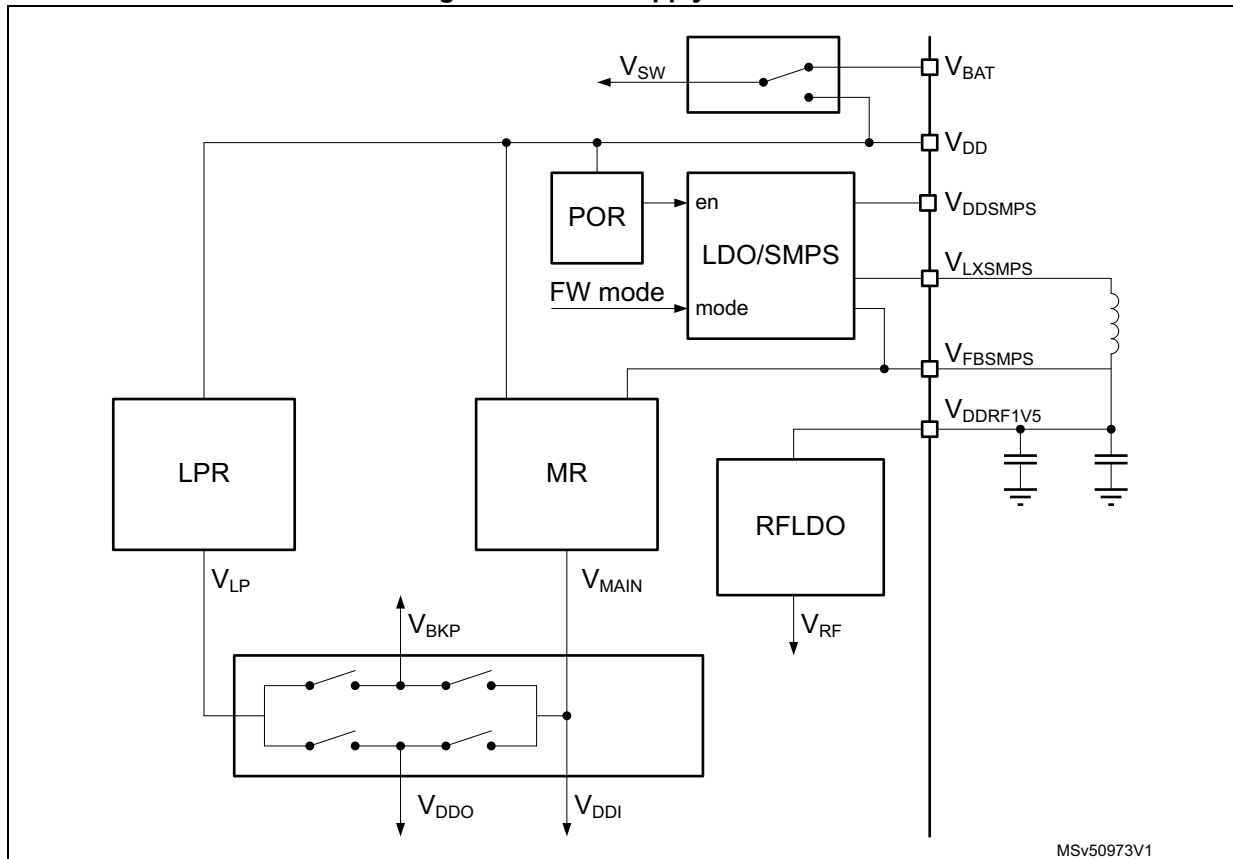 VSW
VBAT
VDD
VDDSMPS
POR
en
LDO/SMPS
VLXSMPS
FW mode
mode
VFBSMPS
VDDRF1V5
LPR
MR
RFLDO
VLP
VMAIN
VBKP
VRF
VDDO
VDDI
MSv50973V1